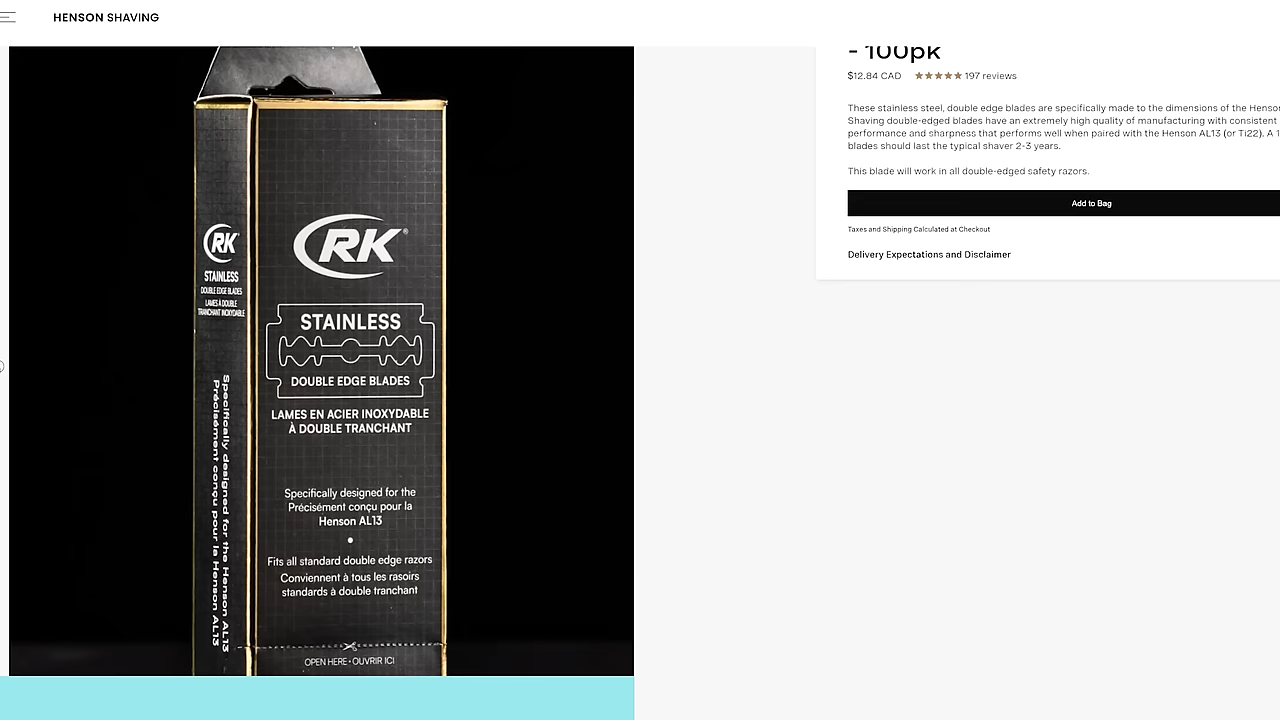 HENSON SHAVING
- 100pk
$12.84 CAD
197 reviews
These stainless steel, double edge blades are specifically made to the dimensions of the Henson
Shaving double-edged blades have an extremely high quality of manufacturing with consistent
performance and sharpness that performs well when paired with the Henson AL13 (or Ti22). A 1
blades should last the typical shaver 2-3 years.
This blade will work in all double-edged safety razors.
Add to Bag
Taxes and Shipping Calculated at Checkout
Delivery Expectations and Disclaimer
RK
STAINLESS
DOUBLE EDGE BLADES
LAMES À DOUBLE
TRANCHANT INOXYDABLE
Specifically designed for the Henson AL13
Précisément conçu pour la Henson AL13
RK®
STAINLESS
DOUBLE EDGE BLADES
LAMES EN ACIER INOXYDABLE
À DOUBLE TRANCHANT
Specifically designed for the
Précisément conçu pour la
Henson AL13
Fits all standard double edge razors
Conviennent à tous les rasoirs
standards à double tranchant
OPEN HERE • OUVRIR ICI